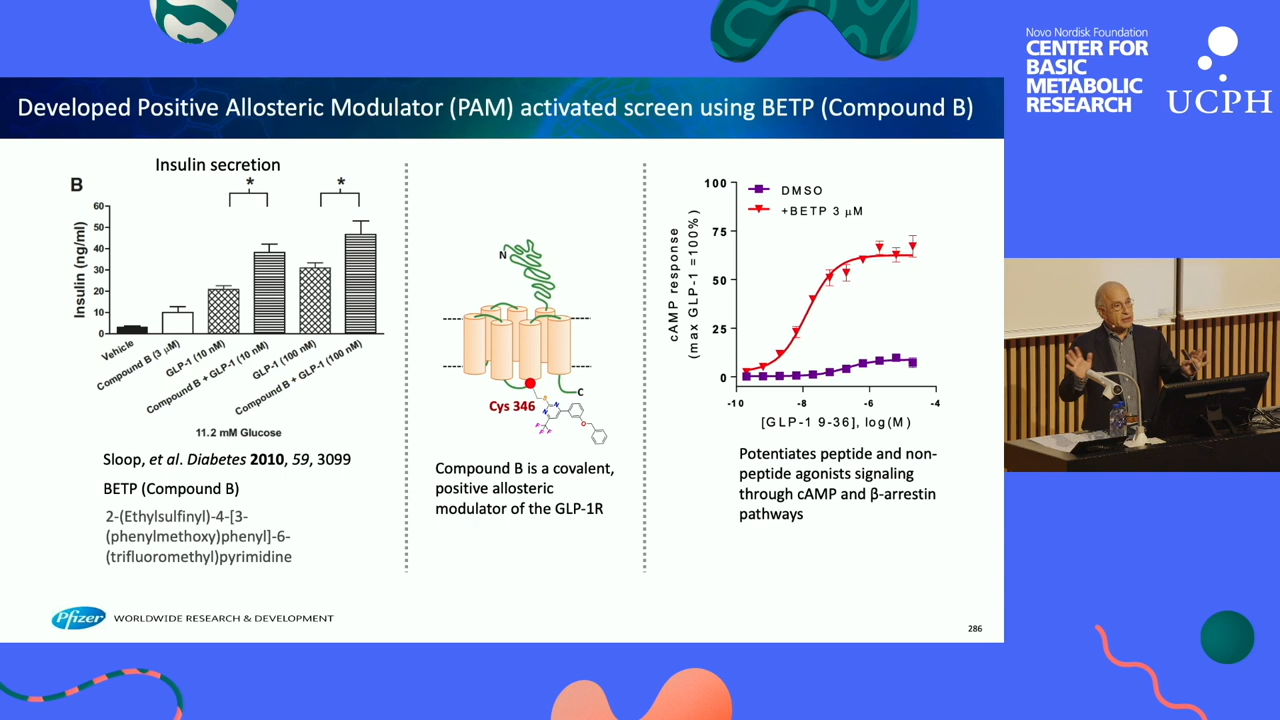 Novo Nordisk Foundation
CENTER FOR
BASIC
METABOLIC
RESEARCH
UCPH
Developed Positive Allosteric Modulator (PAM) activated screen using BETP (Compound B)
Insulin secretion
B
*
*
Insulin (ng/ml)
60
50
40
30
20
10
0
Vehicle
Compound B (3 μM)
GLP-1 (10 nM)
Compound B + GLP-1 (10 nM)
GLP-1 (100 nM)
Compound B + GLP-1 (100 nM)
11.2 mM Glucose
Sloop, et al. Diabetes 2010, 59, 3099
BETP (Compound B)
2-(Ethylsulfinyl)-4-[3-
(phenylmethoxy)phenyl]-6-
(trifluoromethyl)pyrimidine
N
C
Cys 346
S
N
N
F
F
F
O
Compound B is a covalent,
positive allosteric
modulator of the GLP-1R
DMSO
+BETP 3 μM
cAMP response
(max GLP-1 =100%)
100
75
50
25
0
-10
-8
-6
-4
[GLP-1 9-36], log(M)
Potentiates peptide and non-
peptide agonists signaling
through cAMP and β-arrestin
pathways
Pfizer
WORLDWIDE RESEARCH & DEVELOPMENT
286